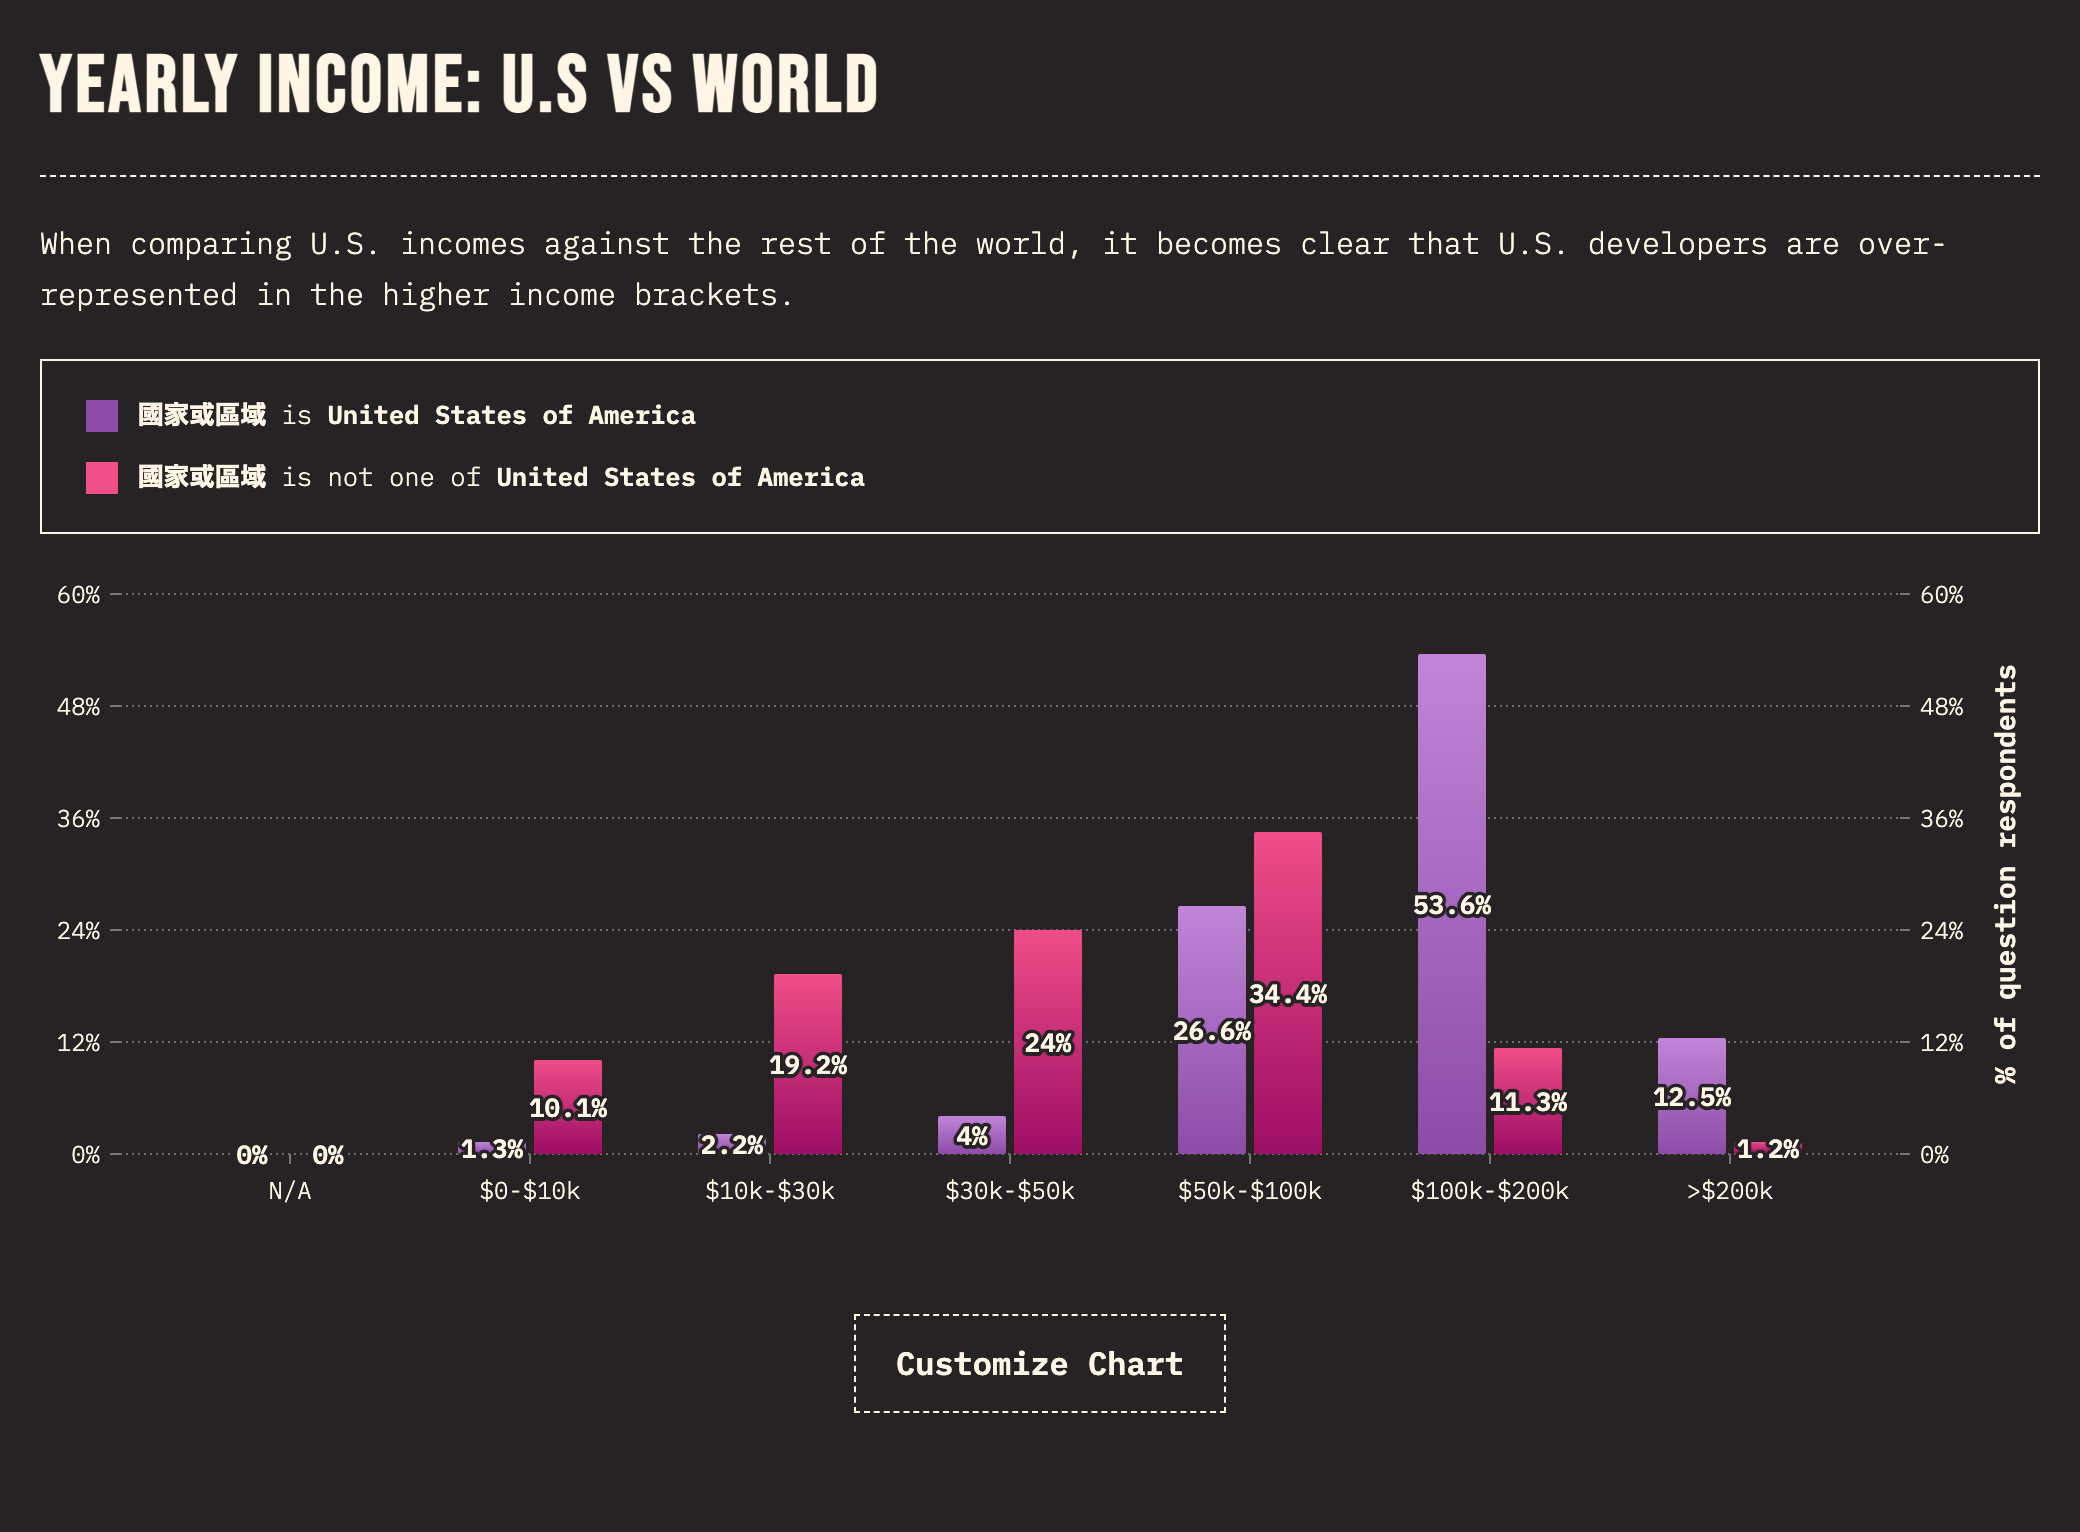 YEARLY INCOME: U.S VS WORLD
When comparing U.S. incomes against the rest of the world, it becomes clear that U.S. developers are over-
represented in the higher income brackets.
國家或區域 is United States of America
國家或區域 is not one of United States of America
60%
48%
36%
24%
12%
0%
60%
48%
36%
24%
12%
0%
% of question respondents
0%
0%
1.3%
10.1%
2.2%
19.2%
4%
24%
26.6%
34.4%
53.6%
11.3%
12.5%
1.2%
N/A
$0-$10k
$10k-$30k
$30k-$50k
$50k-$100k
$100k-$200k
>$200k
Customize Chart